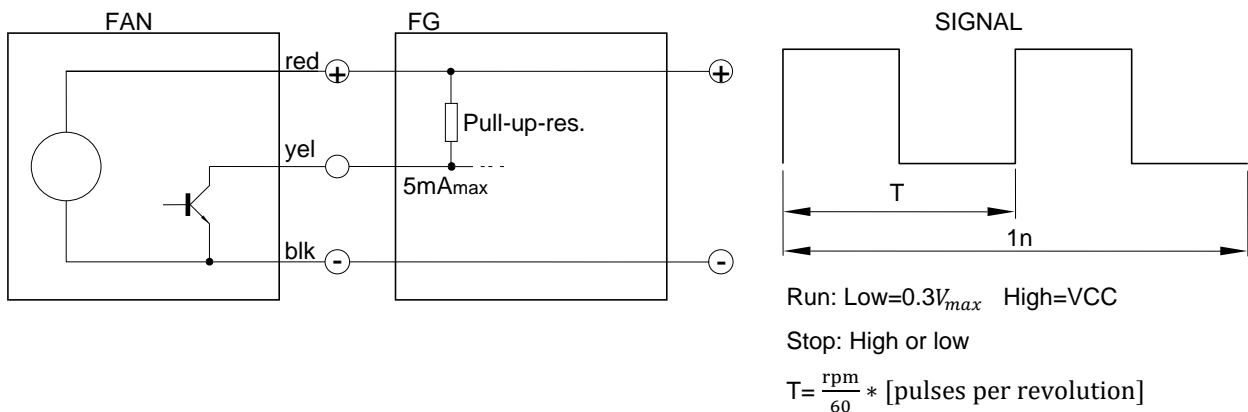 FAN
FG
SIGNAL
red
+
+
Pull-up-res.
yel
5mAmax
T
1n
blk
-
-
Run: Low=0.3V_max High=VCC
Stop: High or low
T= rpm/60 * [pulses per revolution]